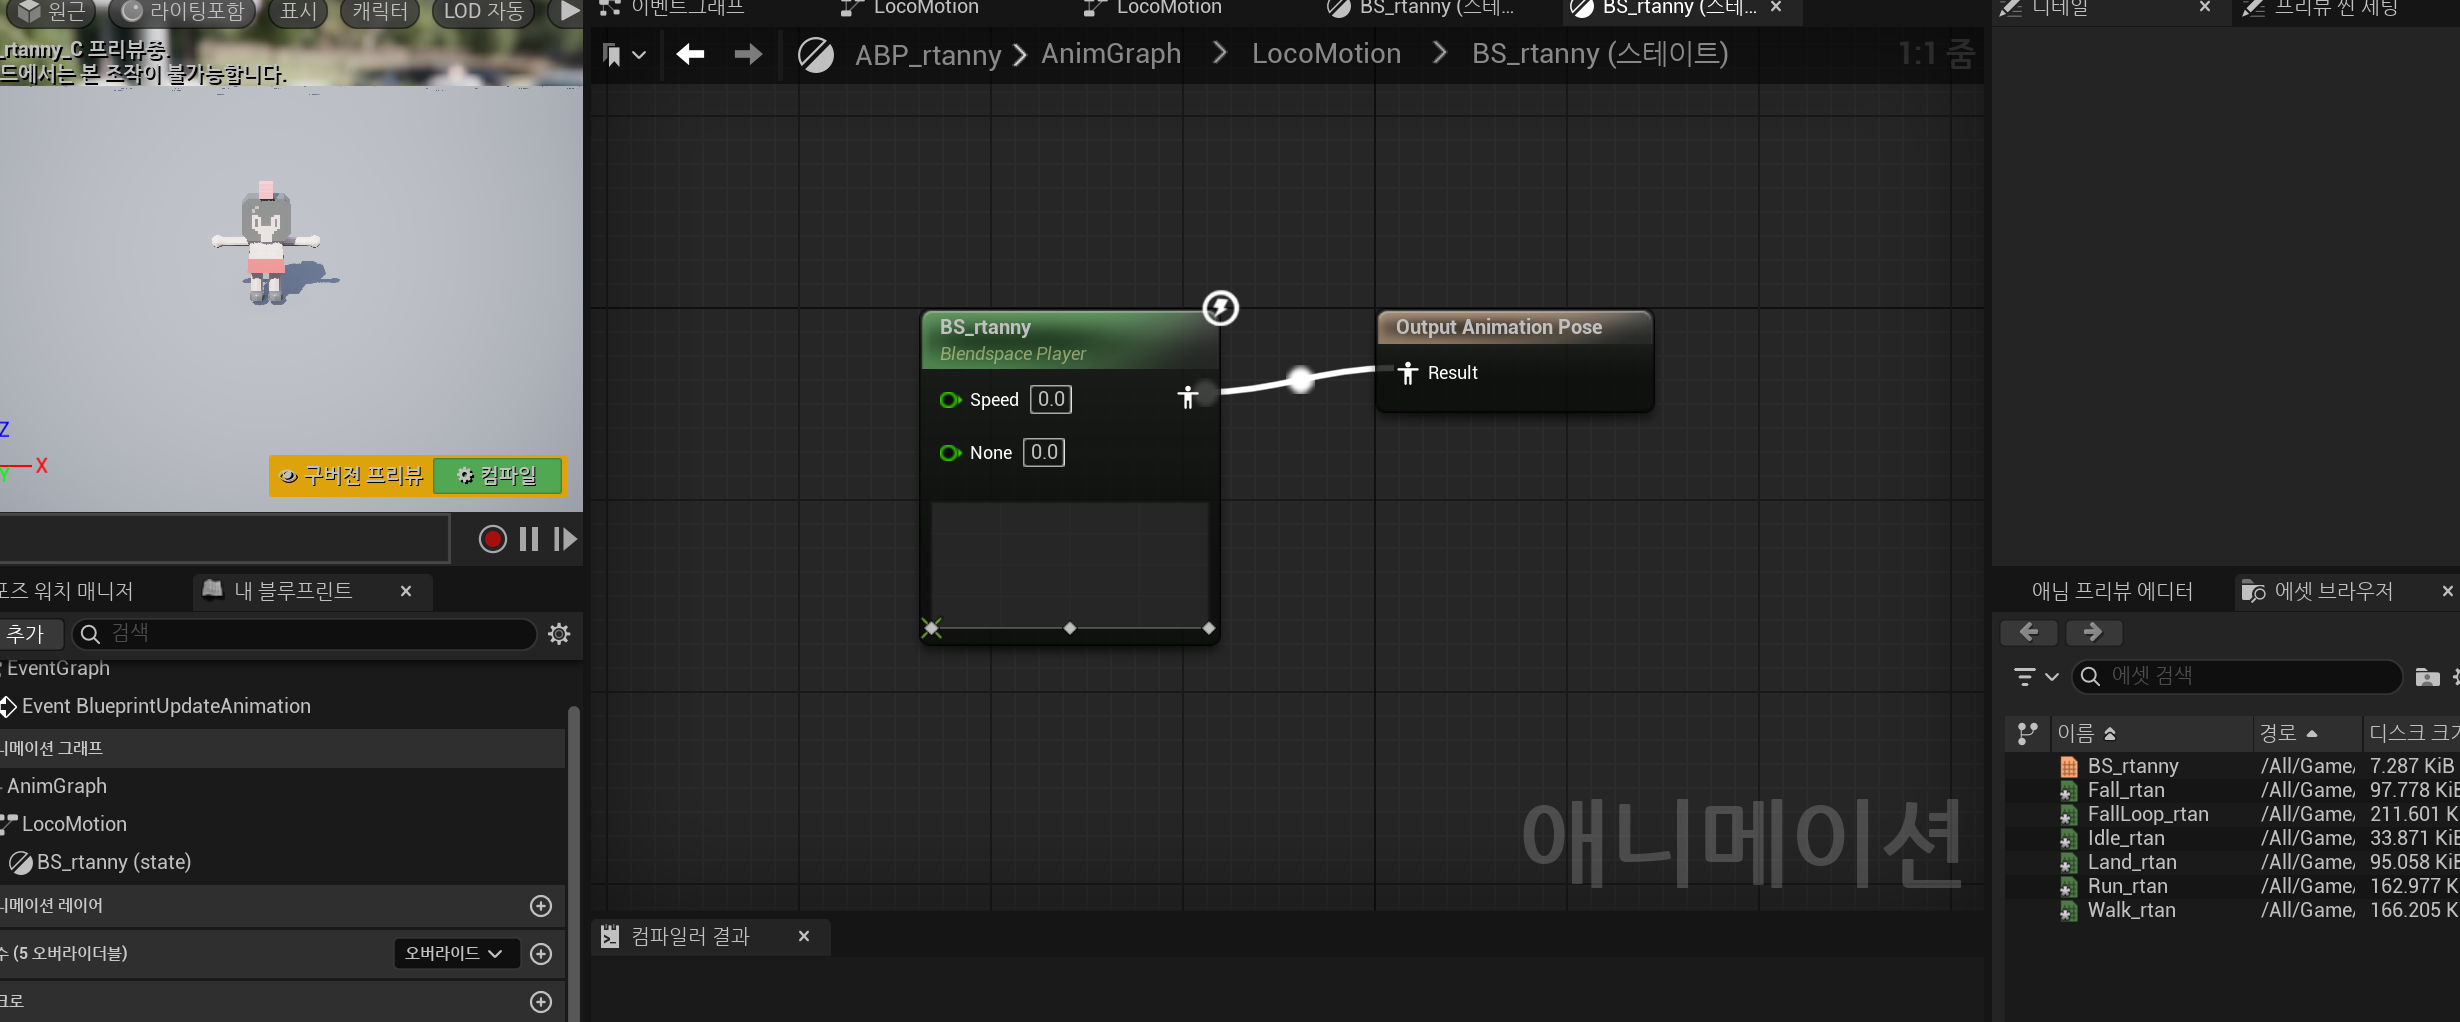 원근
라이팅포함
표시
캐릭터
LOD 자동
_rtanny_C 프리뷰중.
드에서는 본 조작이 불가능합니다.
Z
X
Y
구버전 프리뷰
컴파일
포즈 워치 매니저
내 블루프린트
추가
검색
EventGraph
Event BlueprintUpdateAnimation
니메이션 그래프
AnimGraph
LocoMotion
BS_rtanny (state)
니메이션 레이어
수 (5 오버라이더블)
오버라이드
크로
이벤트그래프
LocoMotion
LocoMotion
BS_rtanny (스테...
BS_rtanny (스테...
ABP_rtanny
AnimGraph
LocoMotion
BS_rtanny (스테이트)
1:1 줌
BS_rtanny
Blendspace Player
Speed 0.0
None 0.0
Output Animation Pose
Result
애니메이션
컴파일러 결과
디테일
프리뷰 씬 세팅
애님 프리뷰 에디터
에셋 브라우저
에셋 검색
이름 경로 디스크 크기
BS_rtanny /All/Game/ 7.287 KiB
Fall_rtan /All/Game/ 97.778 KiB
FallLoop_rtan /All/Game/ 211.601 K
Idle_rtan /All/Game/ 33.871 KiB
Land_rtan /All/Game/ 95.058 KiB
Run_rtan /All/Game/ 162.977 K
Walk_rtan /All/Game/ 166.205 K